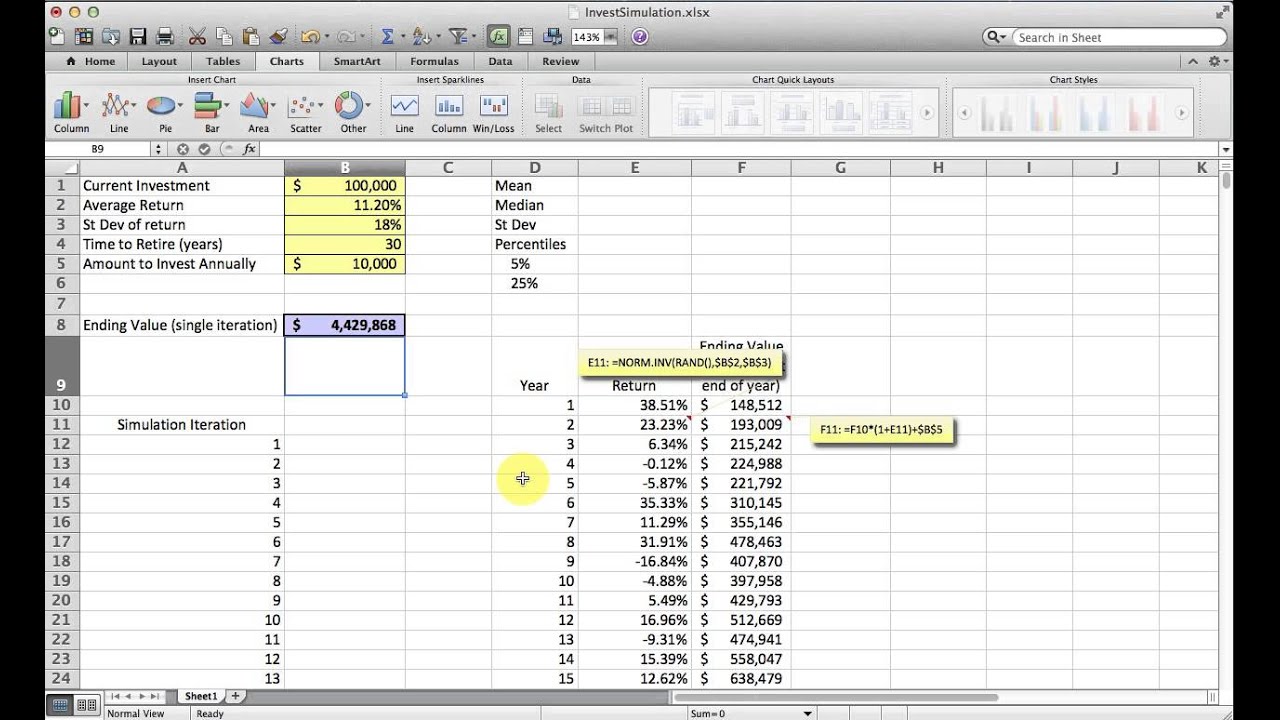 InvestSimulation.xlsx
143%
Search in Sheet
Home Layout Tables Charts SmartArt Formulas Data Review
Insert Chart Insert Sparklines Data Chart Quick Layouts Chart Styles
Column Line Pie Bar Area Scatter Other Line Column Win/Loss Select Switch Plot
B9 fx
A B C D E F G H I J K
1 Current Investment $ 100,000 Mean
2 Average Return 11.20% Median
3 St Dev of return 18% St Dev
4 Time to Retire (years) 30 Percentiles
5 Amount to Invest Annually $ 10,000 5%
6 25%
7
8 Ending Value (single iteration) $ 4,429,868
Ending Value
E11: =NORM.INV(RAND(),$B$2,$B$3)
9 Year Return end of year)
10 1 38.51% $ 148,512
11 Simulation Iteration 2 23.23% $ 193,009 F11: =F10*(1+E11)+$B$5
12 1 3 6.34% $ 215,242
13 2 4 -0.12% $ 224,988
14 3 5 -5.87% $ 221,792
15 4 6 35.33% $ 310,145
16 5 7 11.29% $ 355,146
17 6 8 31.91% $ 478,463
18 7 9 -16.84% $ 407,870
19 8 10 -4.88% $ 397,958
20 9 11 5.49% $ 429,793
21 10 12 16.96% $ 512,669
22 11 13 -9.31% $ 474,941
23 12 14 15.39% $ 558,047
24 13 15 12.62% $ 638,479
Sheet1
Normal View Ready Sum=0